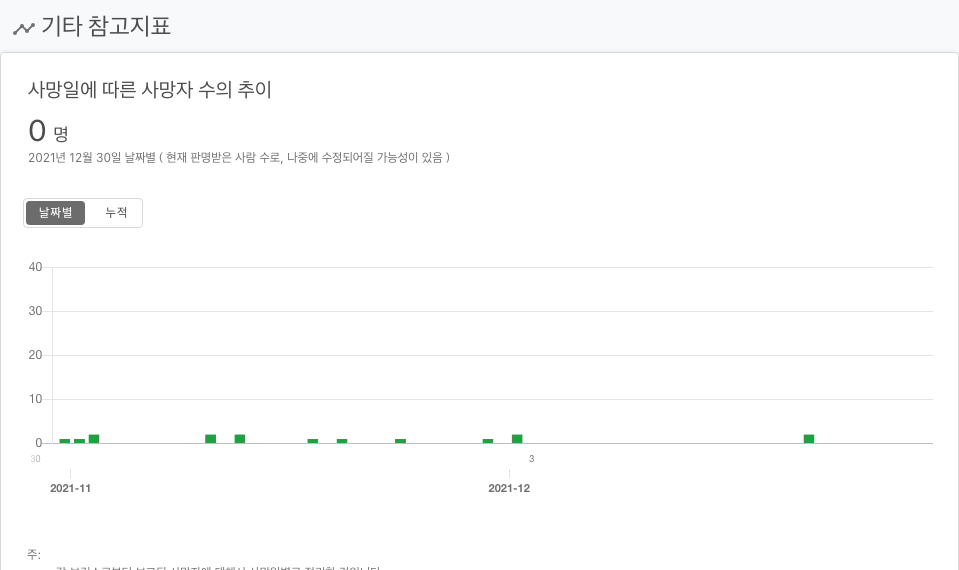 기타 참고지표
사망일에 따른 사망자 수의 추이
0 명
2021년 12월 30일 날짜별 ( 현재 판명받은 사람 수로, 나중에 수정되어질 가능성이 있음 )
날짜별 누적
40
30
20
10
0
30 3
2021-11 2021-12
주: